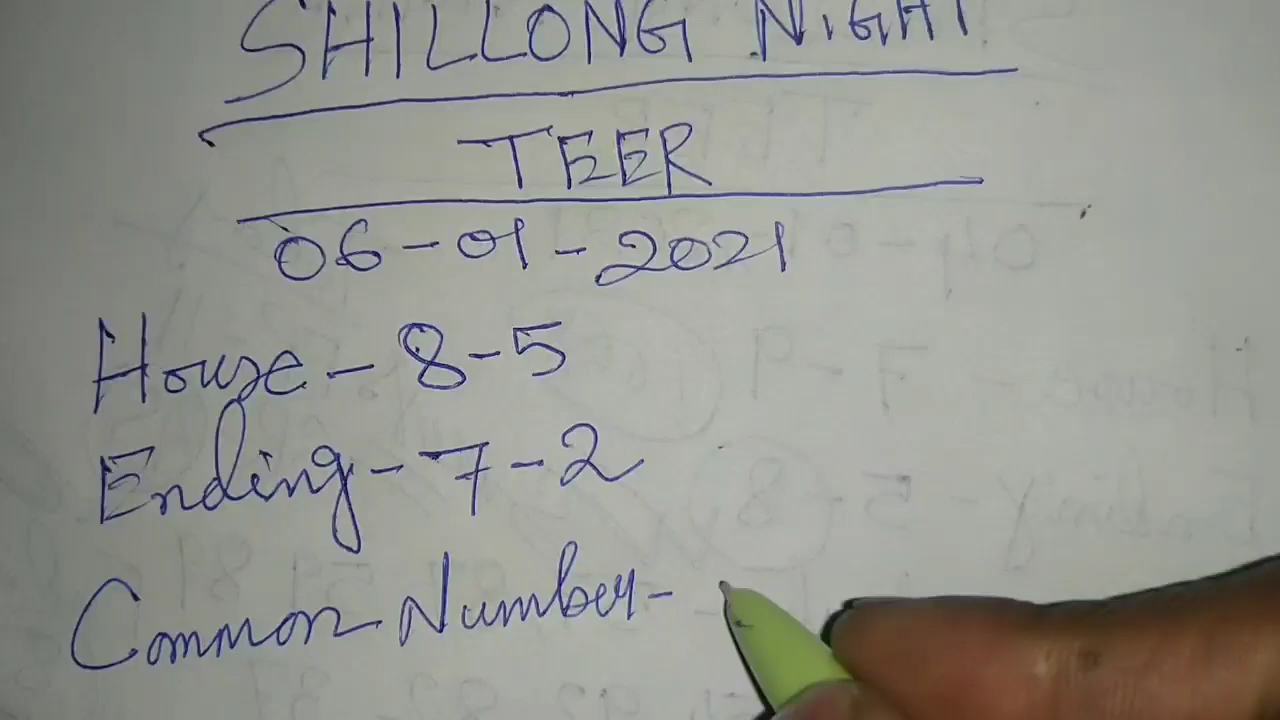 SHILLONG NIGHT
TEER
06-01-2021
House-8-5
Ending-7-2
Common-Number-